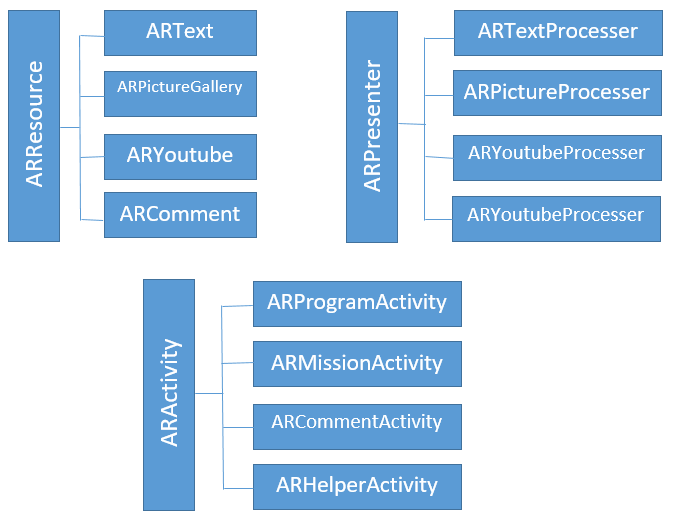 ARResource
ARText
ARPictureGallery
ARYoutube
ARComment
ARPresenter
ARTextProcesser
ARPictureProcesser
ARYoutubeProcesser
ARYoutubeProcesser
ARActivity
ARProgramActivity
ARMissionActivity
ARCommentActivity
ARHelperActivity